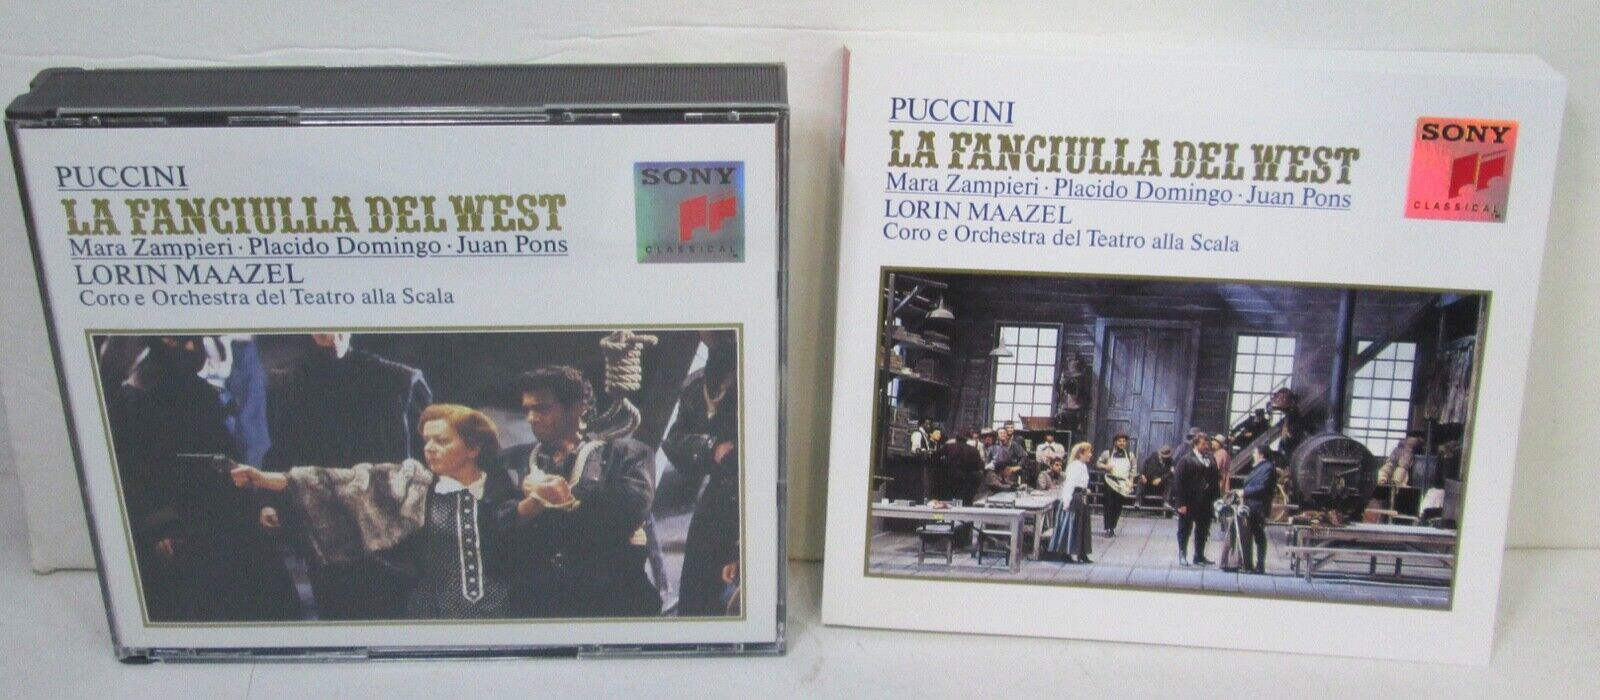 PUCCINI
LA FANCIULLA DEL WEST
Mara Zampieri · Placido Domingo · Juan Pons
LORIN MAAZEL
Coro e Orchestra del Teatro alla Scala
SONY
CLASSICAL
PUCCINI
LA FANCIULLA DEL WEST
Mara Zampieri · Placido Domingo · Juan Pons
LORIN MAAZEL
Coro e Orchestra del Teatro alla Scala
SONY
CLASSICAL